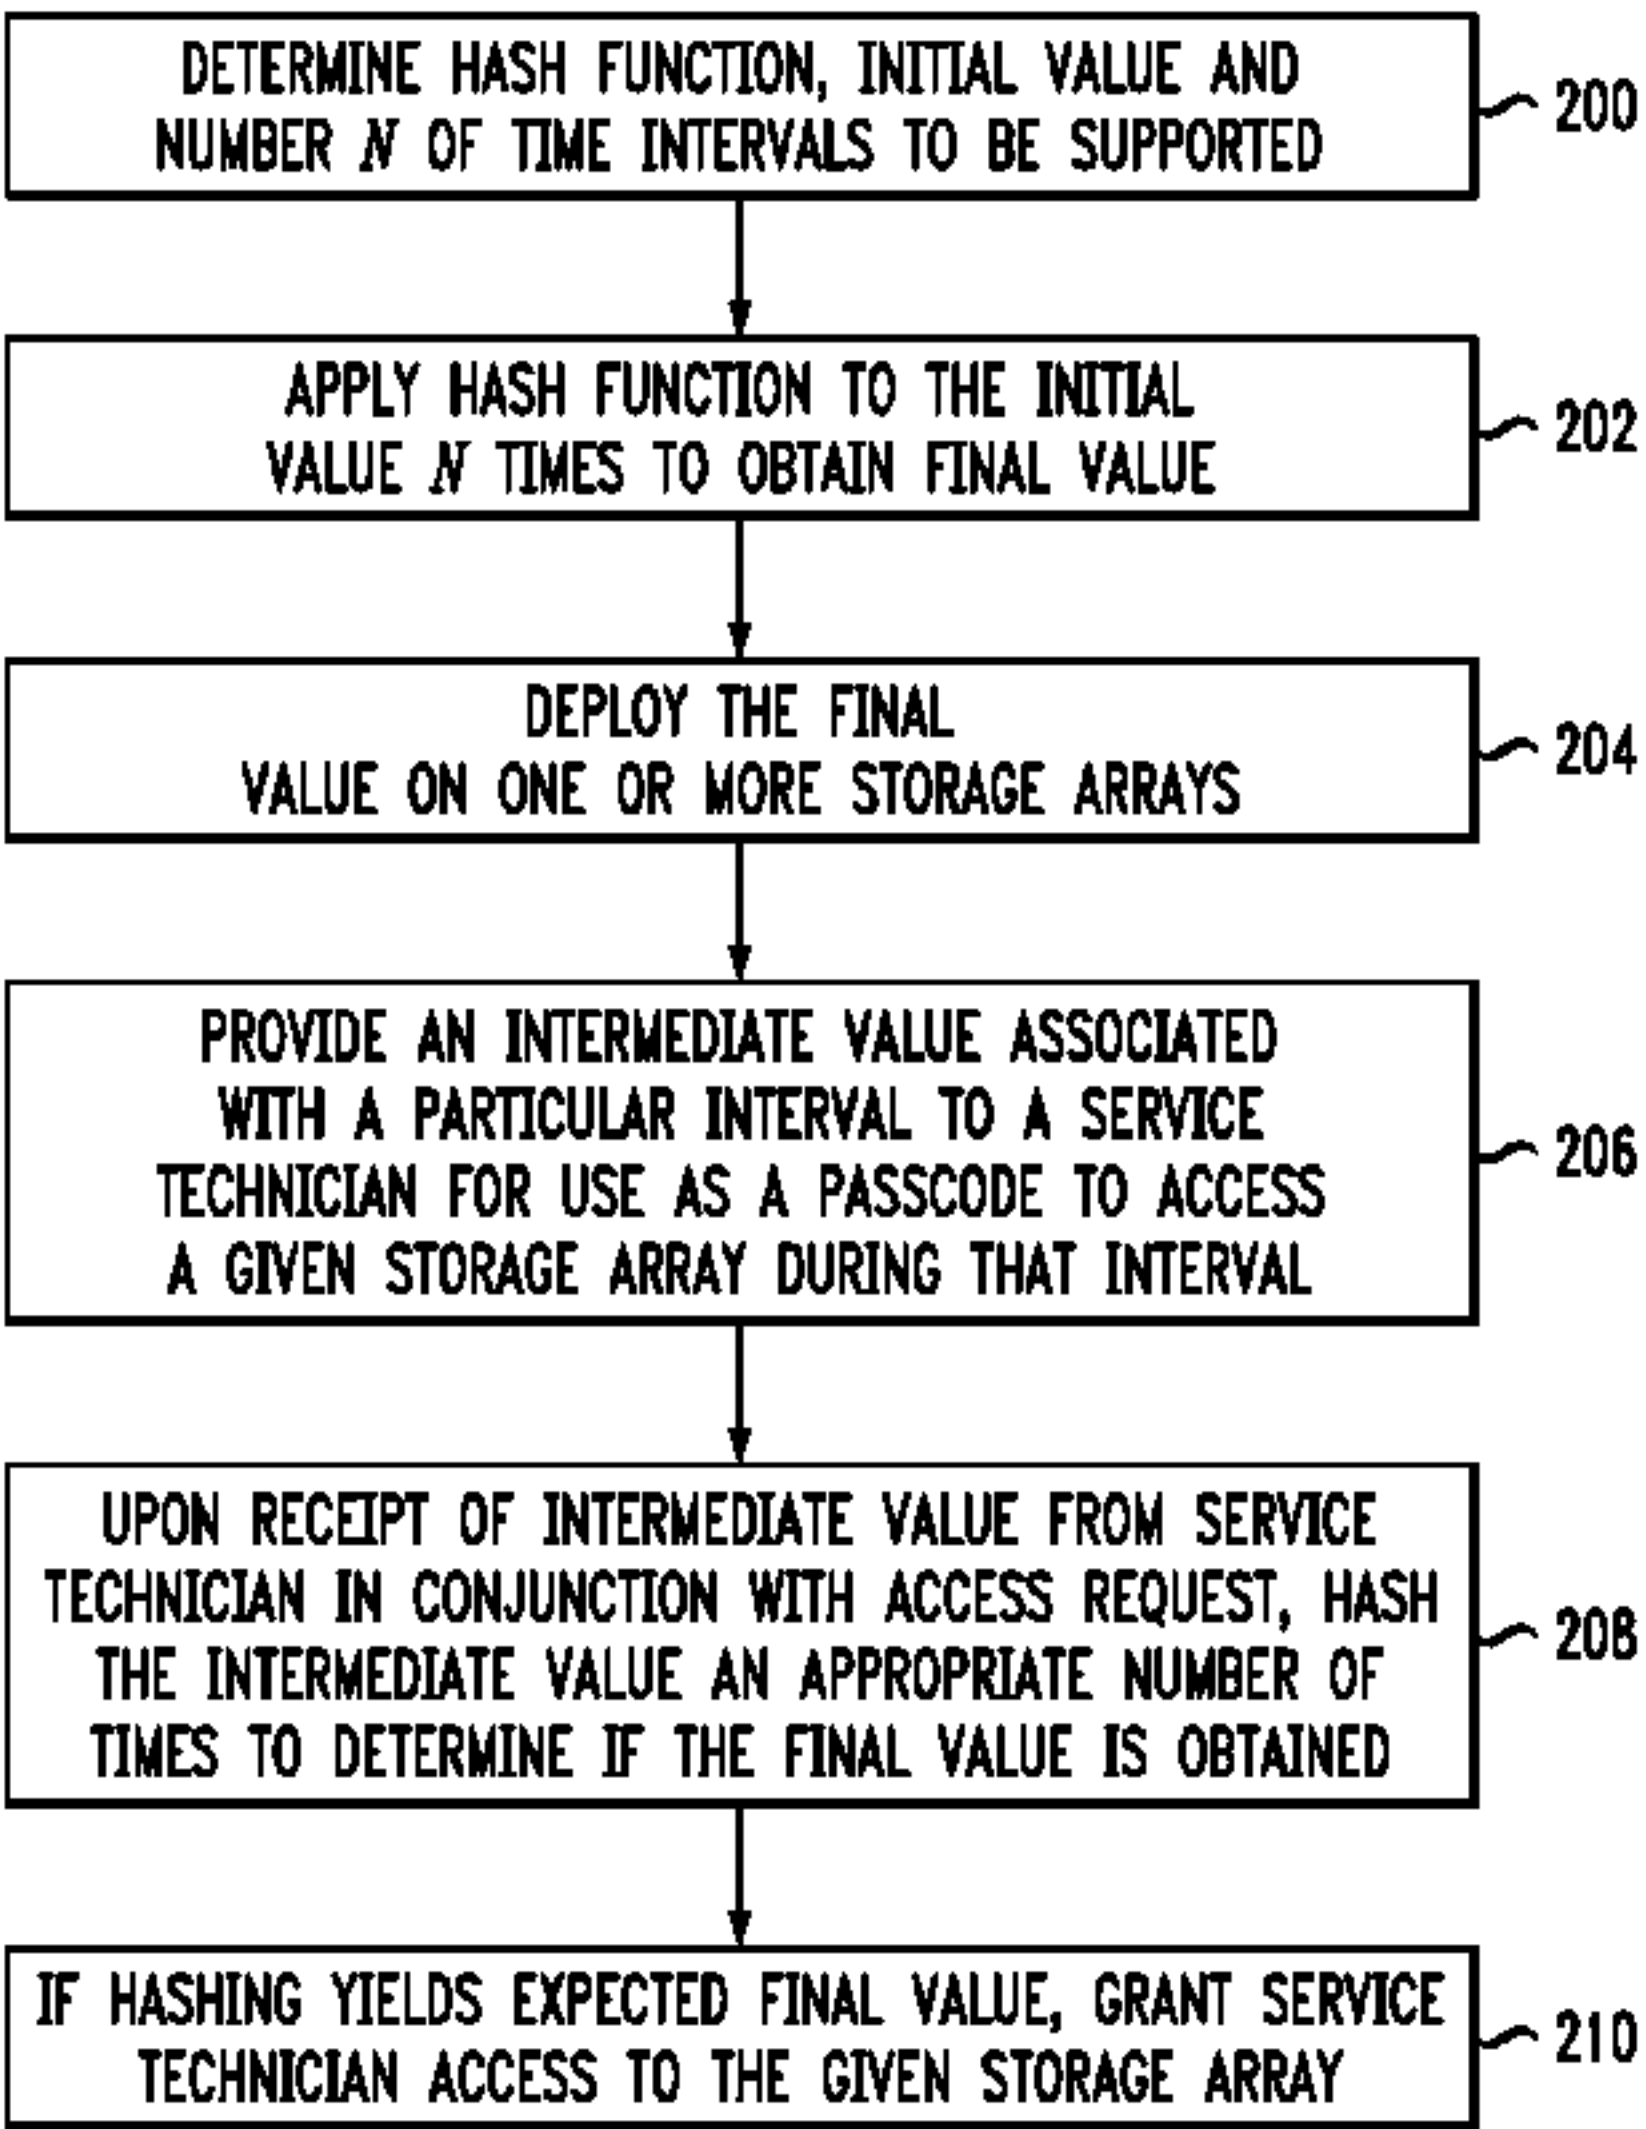 DETERMINE HASH FUNCTION, INITIAL VALUE AND
NUMBER N OF TIME INTERVALS TO BE SUPPORTED
200
APPLY HASH FUNCTION TO THE INITIAL
VALUE N TIMES TO OBTAIN FINAL VALUE
202
DEPLOY THE FINAL
VALUE ON ONE OR MORE STORAGE ARRAYS
204
PROVIDE AN INTERMEDIATE VALUE ASSOCIATED
WITH A PARTICULAR INTERVAL TO A SERVICE
TECHNICIAN FOR USE AS A PASSCODE TO ACCESS
A GIVEN STORAGE ARRAY DURING THAT INTERVAL
206
UPON RECEIPT OF INTERMEDIATE VALUE FROM SERVICE
TECHNICIAN IN CONJUNCTION WITH ACCESS REQUEST, HASH
THE INTERMEDIATE VALUE AN APPROPRIATE NUMBER OF
TIMES TO DETERMINE IF THE FINAL VALUE IS OBTAINED
208
IF HASHING YIELDS EXPECTED FINAL VALUE, GRANT SERVICE
TECHNICIAN ACCESS TO THE GIVEN STORAGE ARRAY
210